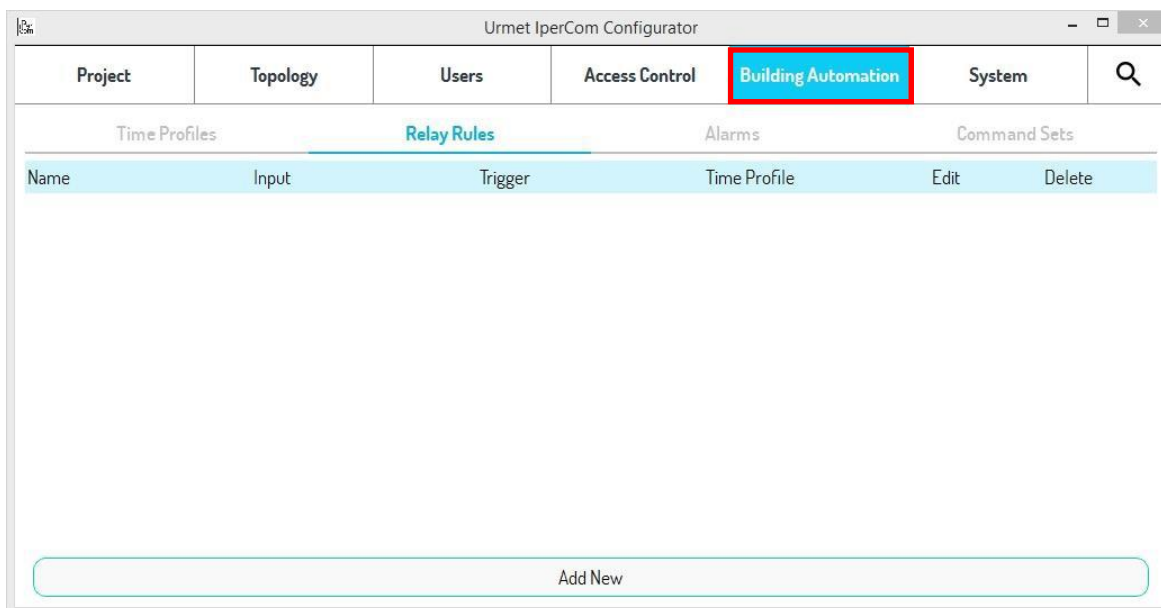 Urmet IperCom Configurator
Project Topology Users Access Control Building Automation System
Time Profiles Relay Rules Alarms Command Sets
Name Input Trigger Time Profile Edit Delete
Add New